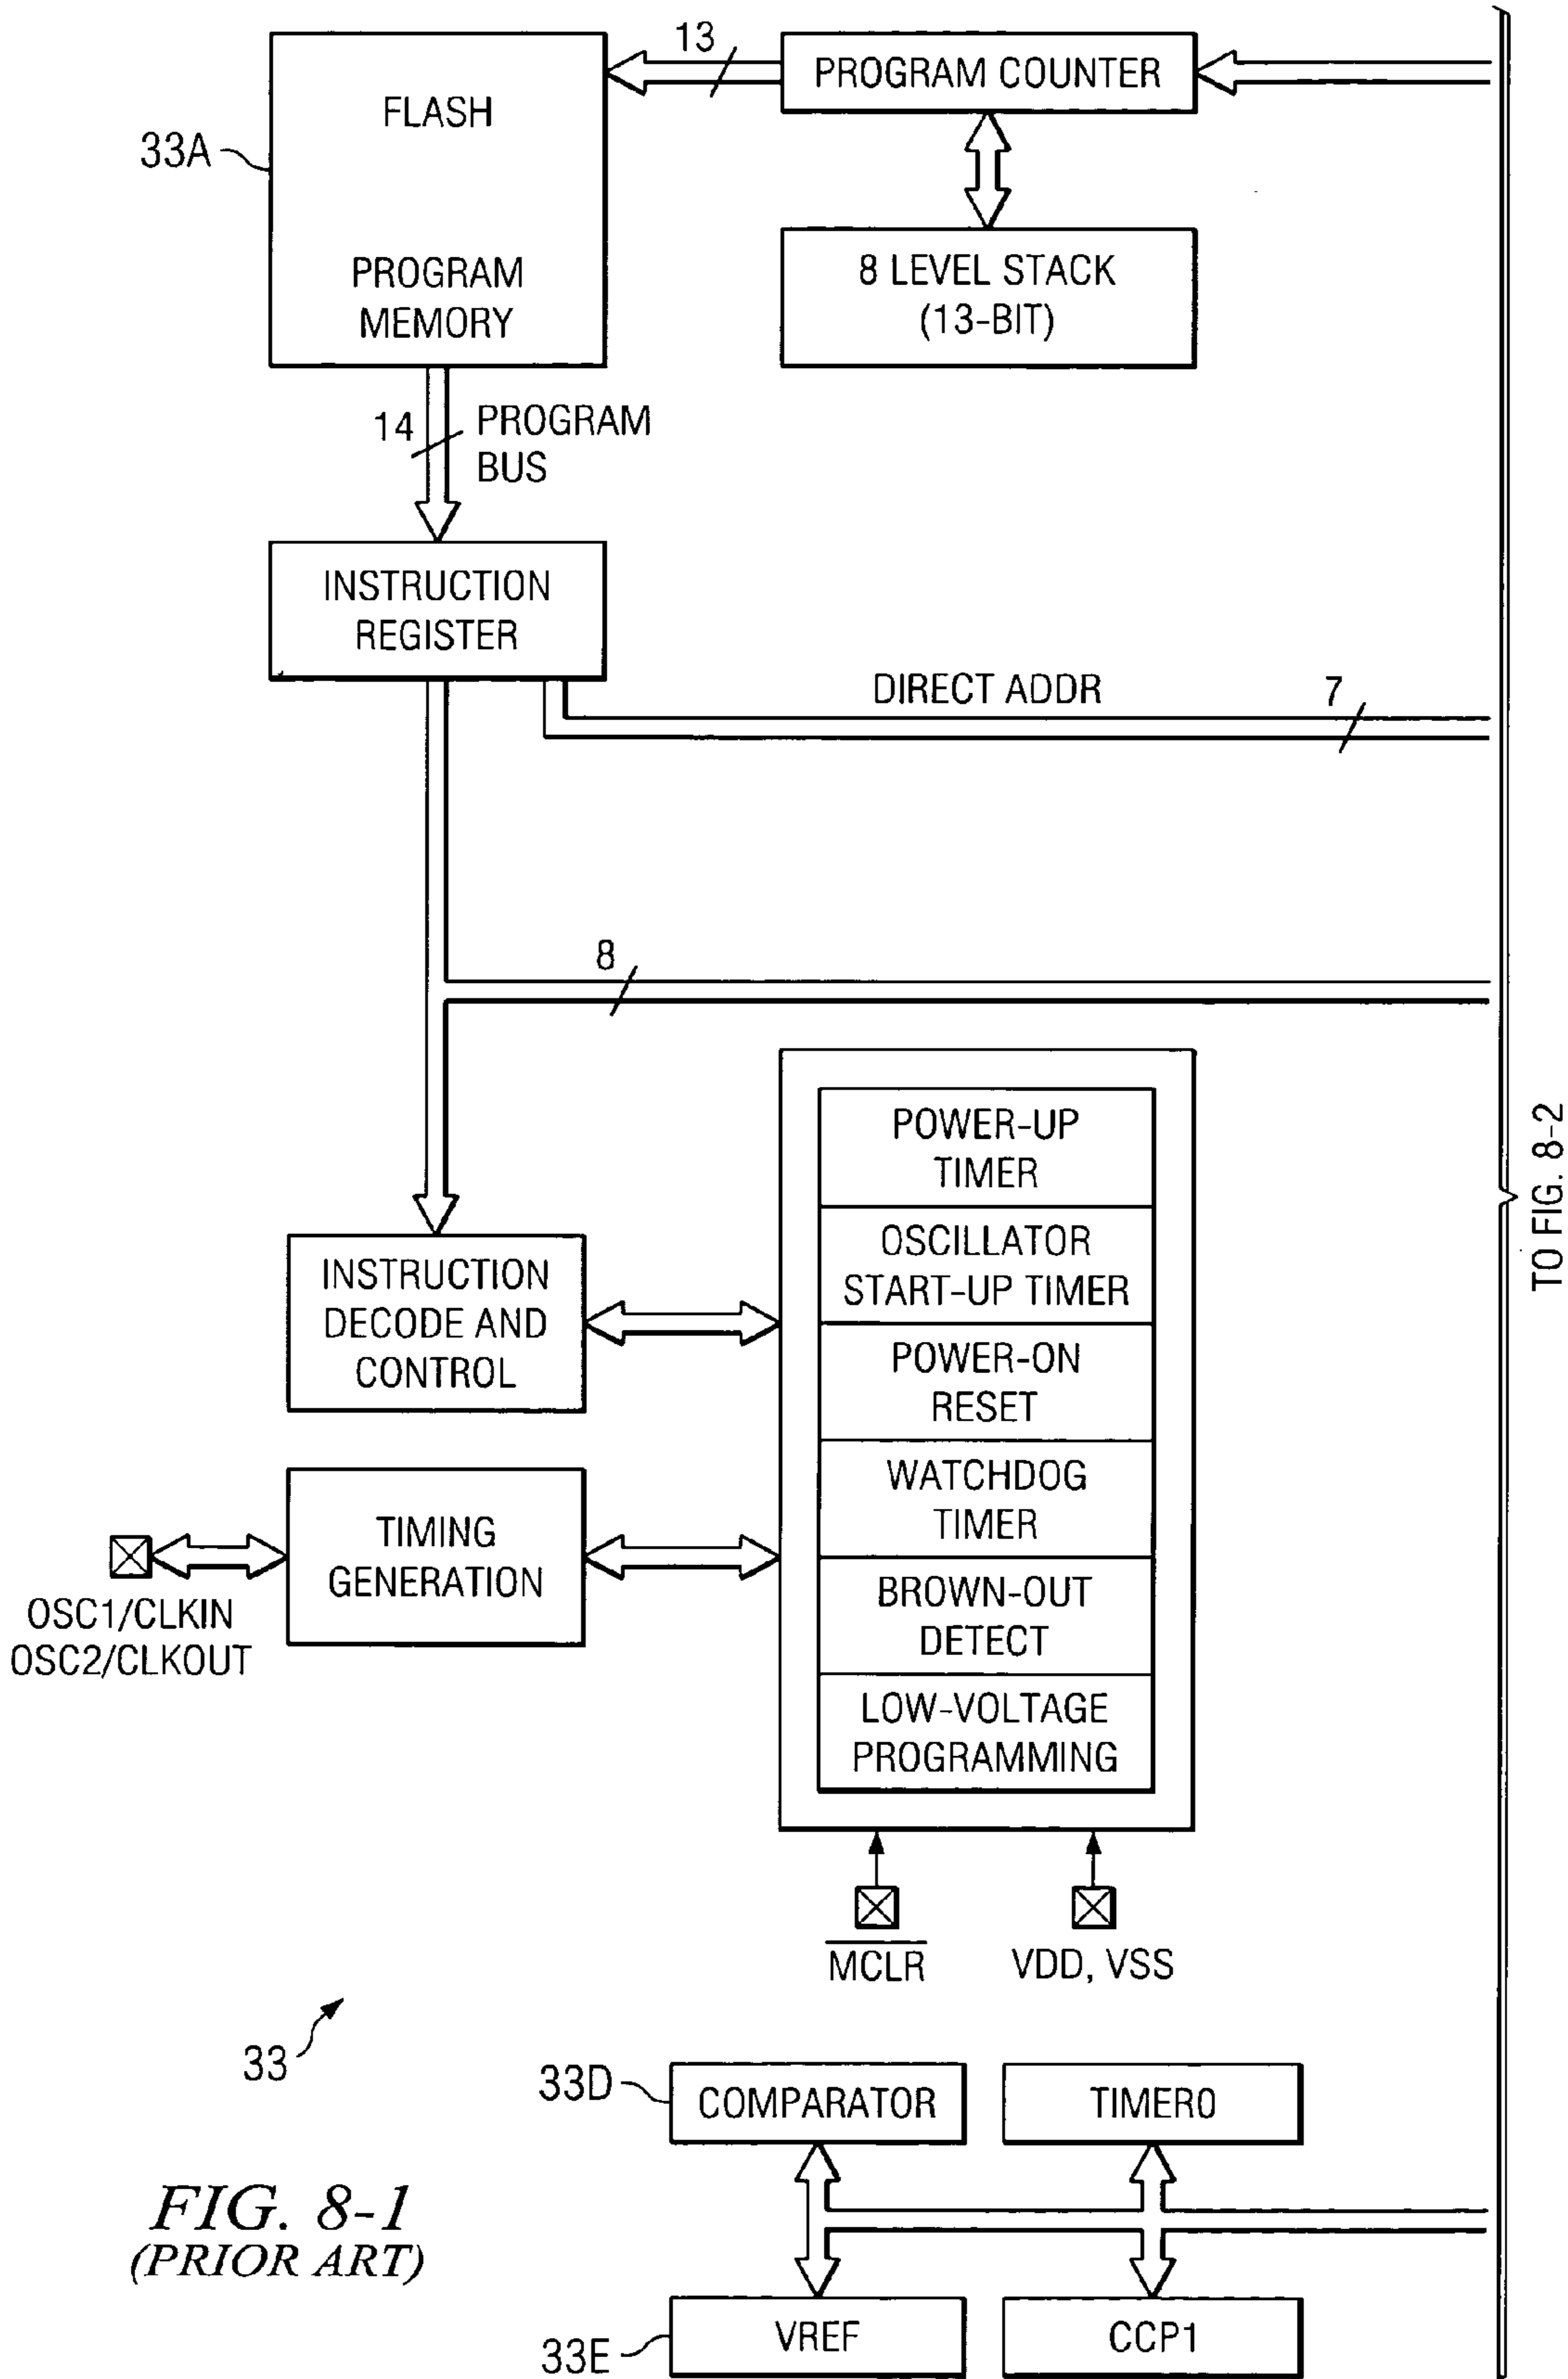 13
PROGRAM COUNTER
FLASH
33A
PROGRAM
MEMORY
8 LEVEL STACK
(13-BIT)
14
PROGRAM
BUS
INSTRUCTION
REGISTER
DIRECT ADDR
7
8
POWER-UP
TIMER
OSCILLATOR
START-UP TIMER
POWER-ON
RESET
WATCHDOG
TIMER
BROWN-OUT
DETECT
LOW-VOLTAGE
PROGRAMMING
INSTRUCTION
DECODE AND
CONTROL
TIMING
GENERATION
OSC1/CLKIN
OSC2/CLKOUT
MCLR
VDD, VSS
TO FIG. 8-2
33
33D
COMPARATOR
TIMER0
33E
VREF
CCP1
FIG. 8-1
(PRIOR ART)